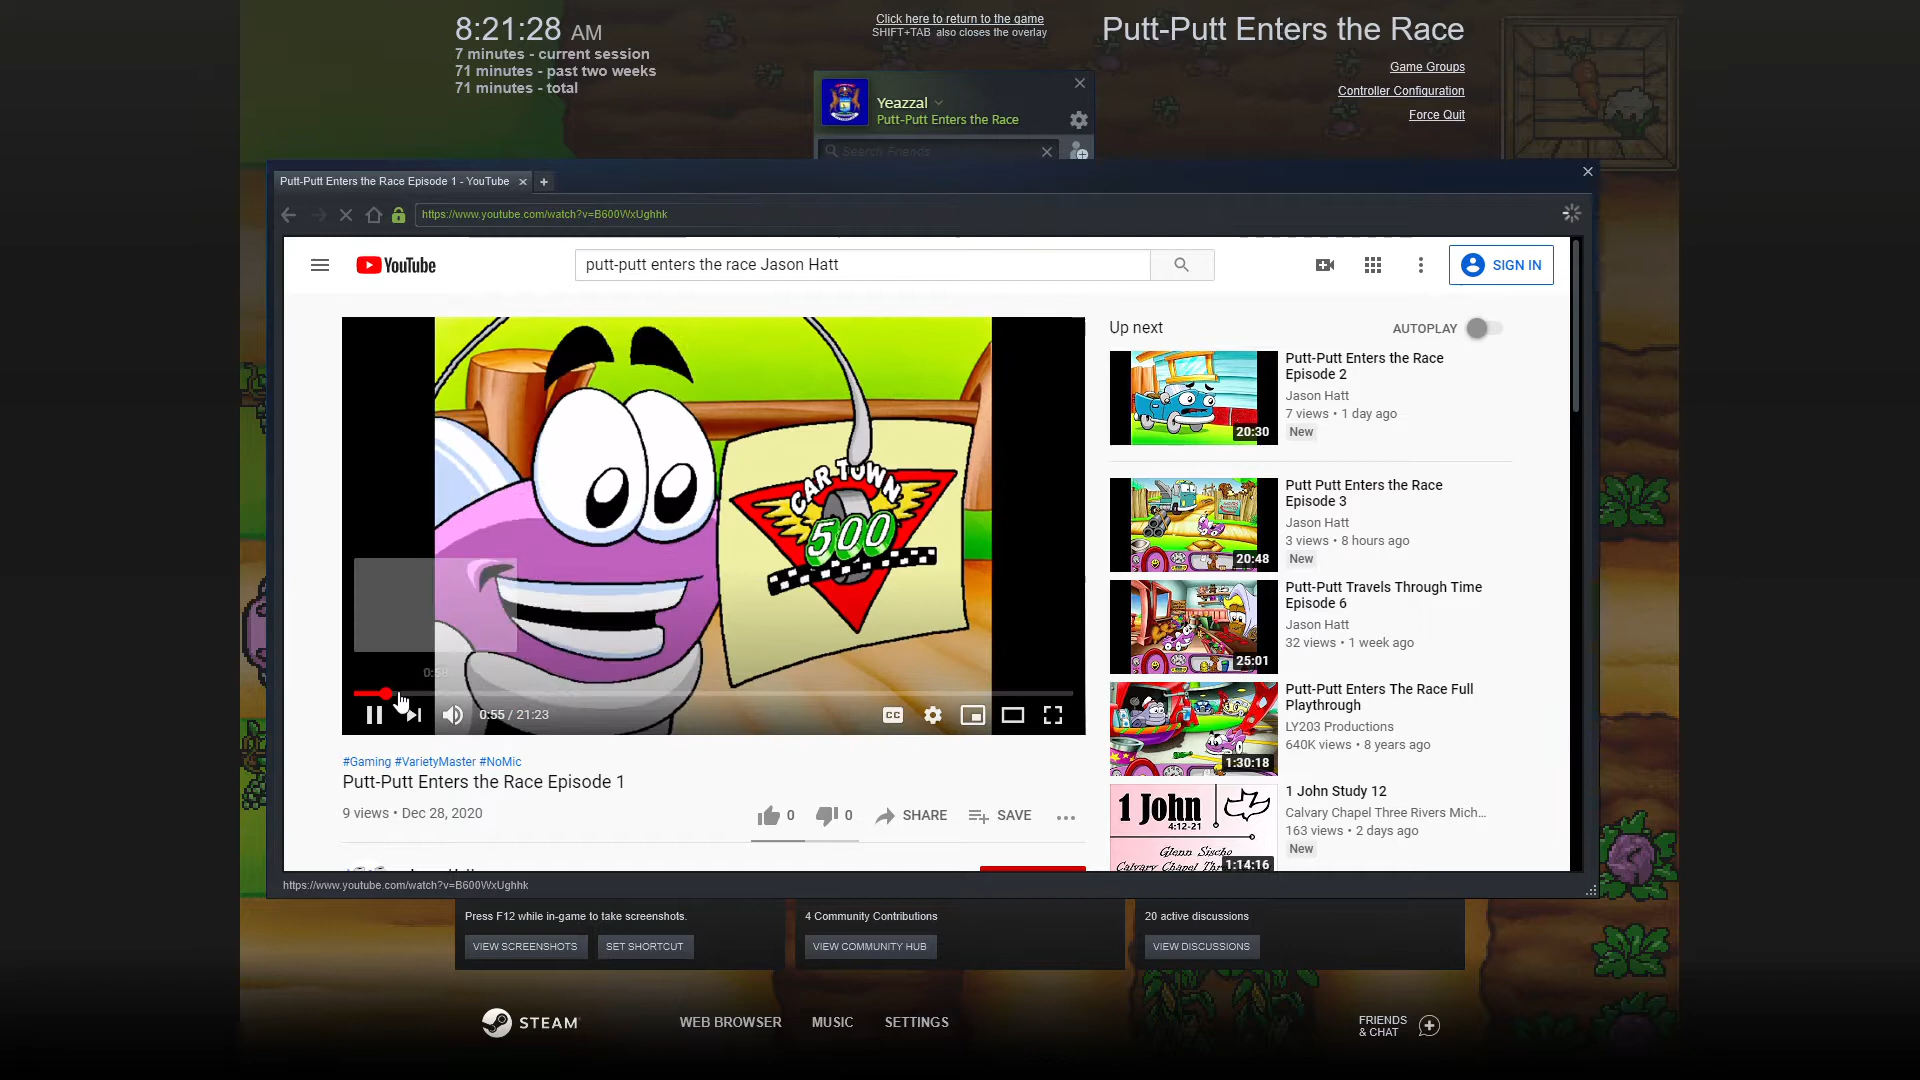 8:21:28 AM
7 minutes - current session
71 minutes - past two weeks
71 minutes - total
Click here to return to the game
SHIFT+TAB also closes the overlay
Putt-Putt Enters the Race
Game Groups
Controller Configuration
Force Quit
Yeazzal
Putt-Putt Enters the Race
Search Friends
Putt-Putt Enters the Race Episode 1 - YouTube
https://www.youtube.com/watch?v=B600WxUghhk
YouTube
putt-putt enters the race Jason Hatt
SIGN IN
CAR TOWN
500
0:55 / 21:23
CC
#Gaming #VarietyMaster #NoMic
Putt-Putt Enters the Race Episode 1
9 views • Dec 28, 2020
0
0
SHARE
SAVE
Up next
AUTOPLAY
Putt-Putt Enters the Race
Episode 2
Jason Hatt
7 views • 1 day ago
New
20:30
Putt Putt Enters the Race
Episode 3
Jason Hatt
3 views • 8 hours ago
New
20:48
Putt-Putt Travels Through Time
Episode 6
Jason Hatt
32 views • 1 week ago
25:01
Putt-Putt Enters The Race Full
Playthrough
LY203 Productions
640K views • 8 years ago
1:30:18
1 John
4:12-21
Glenn Sischo
1:14:16
1 John Study 12
Calvary Chapel Three Rivers Mich...
163 views • 2 days ago
New
https://www.youtube.com/watch?v=B600WxUghhk
Press F12 while in-game to take screenshots.
VIEW SCREENSHOTS
SET SHORTCUT
4 Community Contributions
VIEW COMMUNITY HUB
20 active discussions
VIEW DISCUSSIONS
STEAM
WEB BROWSER
MUSIC
SETTINGS
FRIENDS
& CHAT